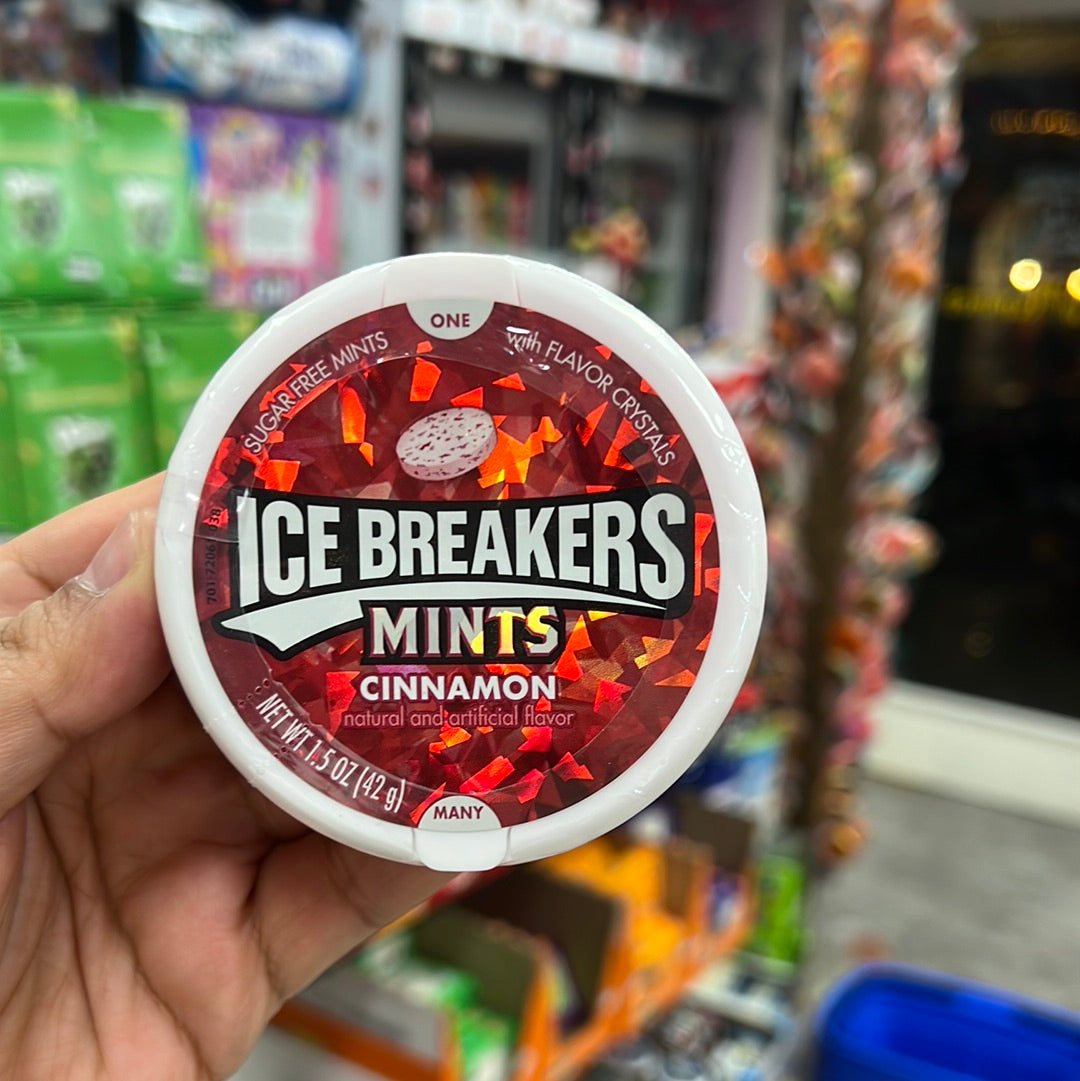 ONE
SUGAR FREE MINTS
with FLAVOR CRYSTALS
ICE BREAKERS
MINTS
CINNAMON
natural and artificial flavor
NET WT 1.5 OZ (42 g)
MANY